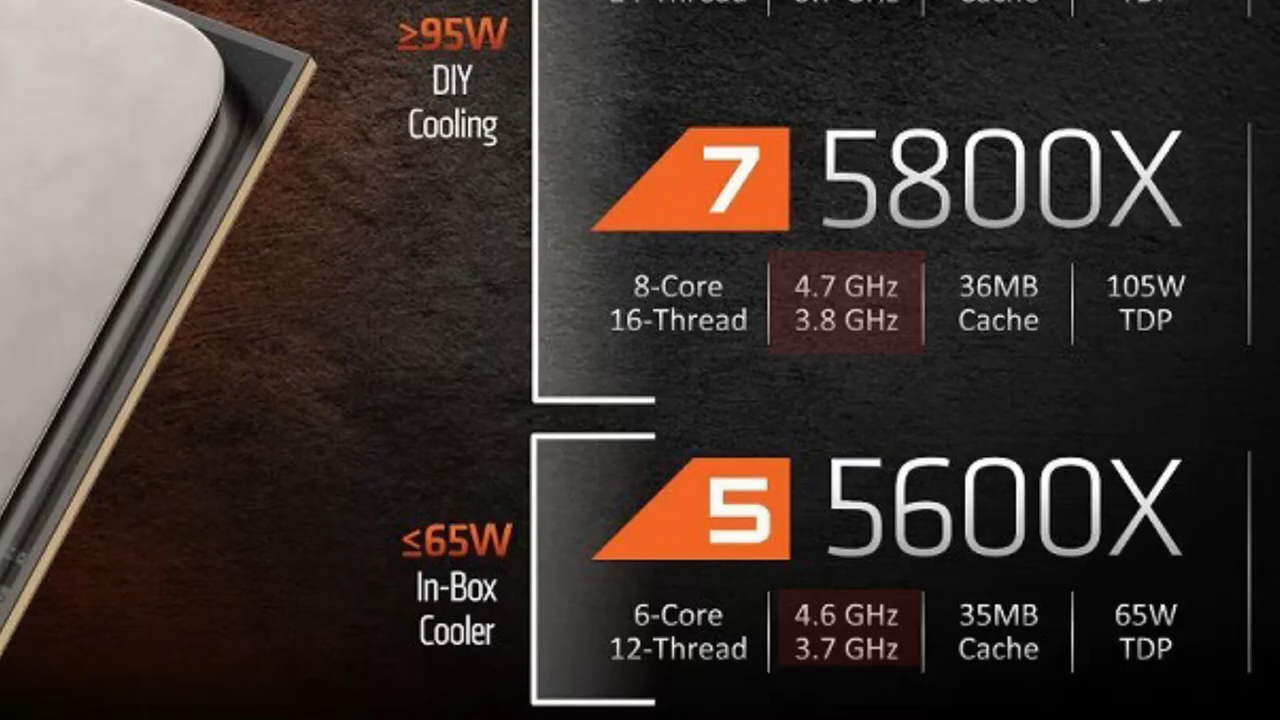 ≥95W
DIY
Cooling
7 5800X
8-Core 4.7 GHz 36MB 105W
16-Thread 3.8 GHz Cache TDP
≤65W
In-Box
Cooler
5 5600X
6-Core 4.6 GHz 35MB 65W
12-Thread 3.7 GHz Cache TDP